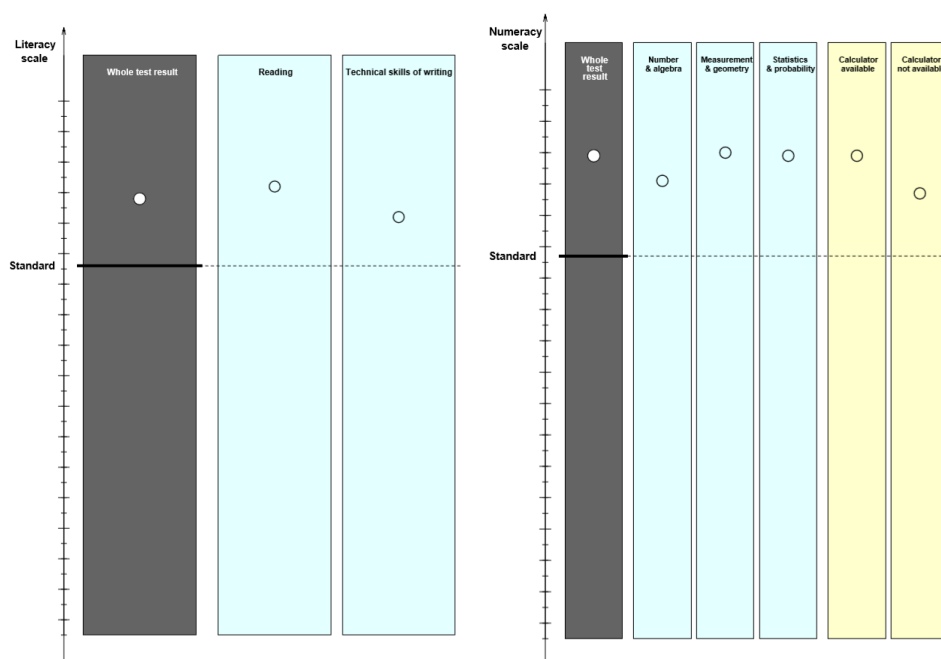 Literacy
scale
Whole test result
Reading
Technical skills of writing
Standard
Numeracy
scale
Whole
test
result
Number
& algebra
Measurement
& geometry
Statistics
& probability
Calculator
available
Calculator
not available
Standard